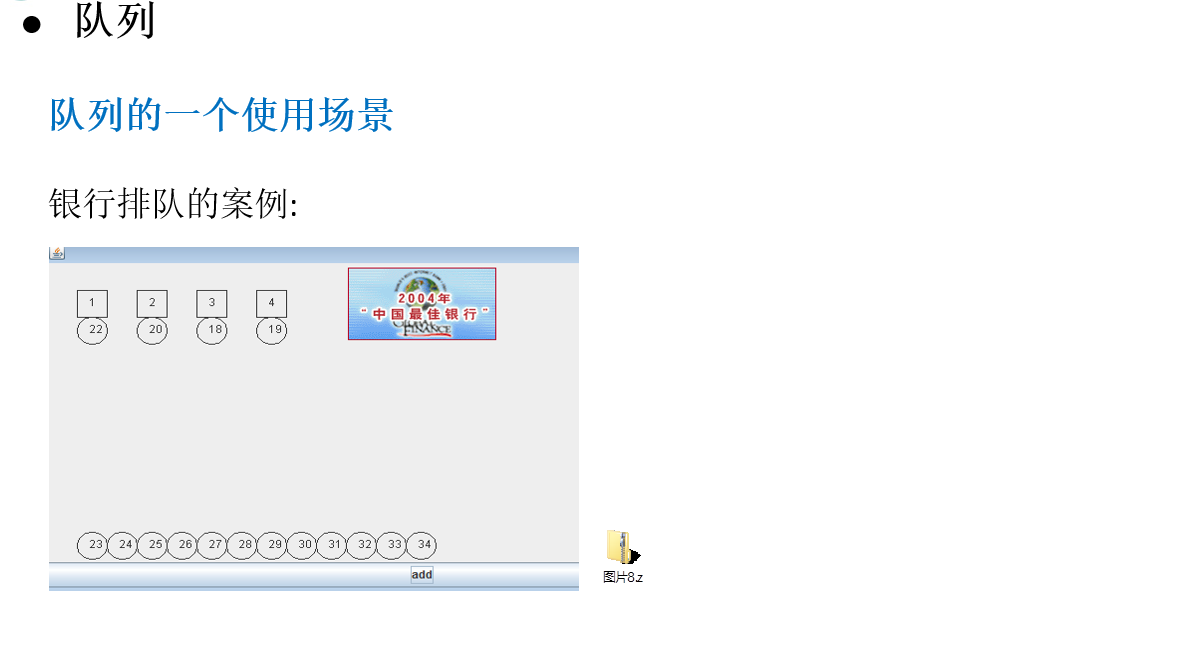 ● 队列
队列的一个使用场景
银行排队的案例:
1 2 3 4
22 20 18 19
2004年
“中国最佳银行”
FINANCE
23 24 25 26 27 28 29 30 31 32 33 34
add
图片8.z